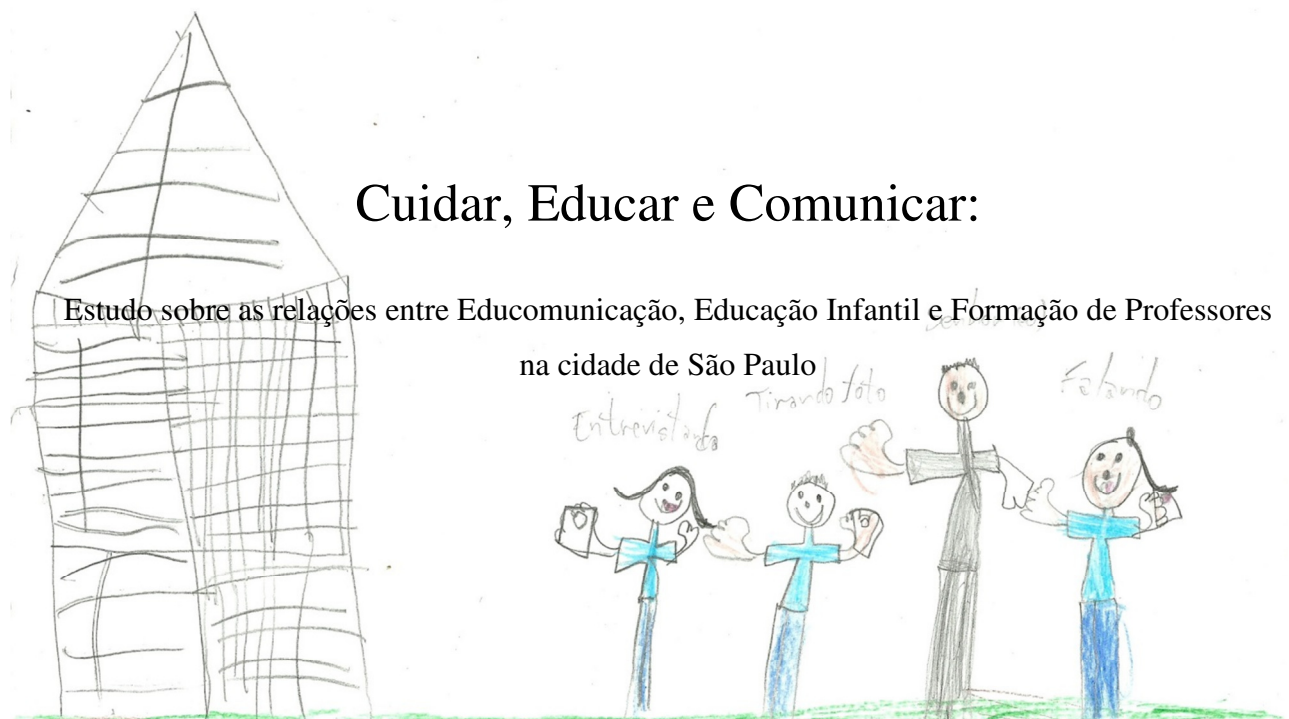 Cuidar, Educar e Comunicar:
Estudo sobre as relações entre Educomunicação, Educação Infantil e Formação de Professores
na cidade de São Paulo
Entrevistando
Tirando foto
Falando